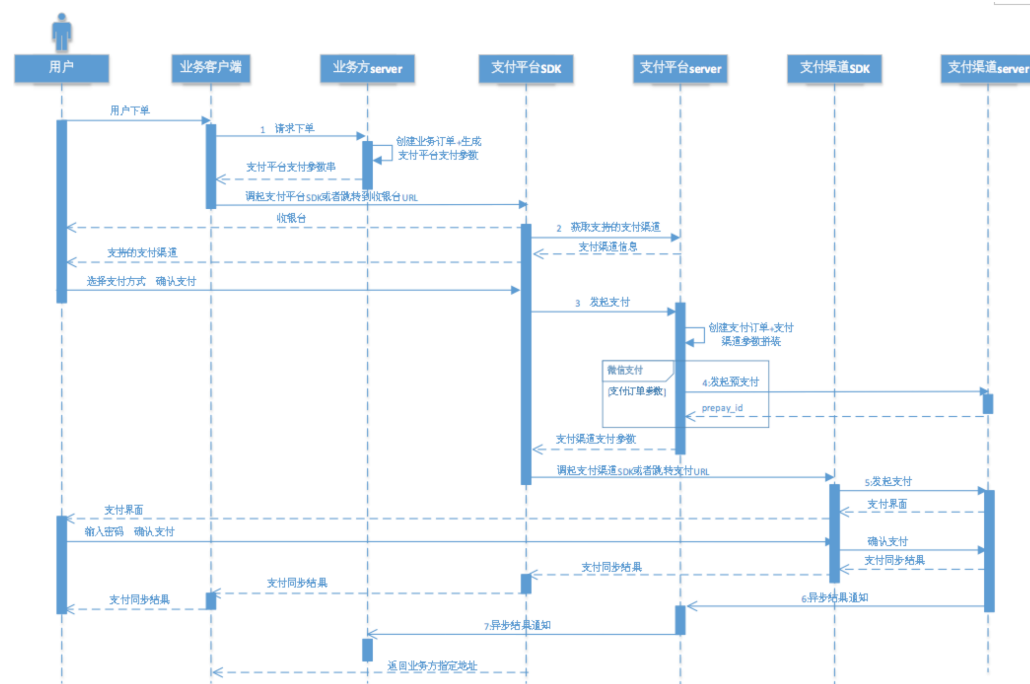 用户
业务客户端
业务方server
支付平台SDK
支付平台server
支付渠道SDK
支付渠道server
用户下单
1 请求下单
创建业务订单+生成
支付平台支付参数
支付平台支付参数串
调起支付平台SDK或者跳转到收银台URL
收银台
2 获取支持的支付渠道
支付渠道信息
支持的支付渠道
选择支付方式 确认支付
3 发起支付
创建支付订单+支付
渠道参数拼装
微信支付
[支付订单参数]
4:发起预支付
prepay_id
支付渠道支付参数
调起支付渠道SDK或者跳转支付URL
5:发起支付
支付界面
支付界面
输入密码 确认支付
确认支付
支付同步结果
支付同步结果
支付同步结果
支付同步结果
6:异步结果通知
7:异步结果通知
返回业务方指定地址